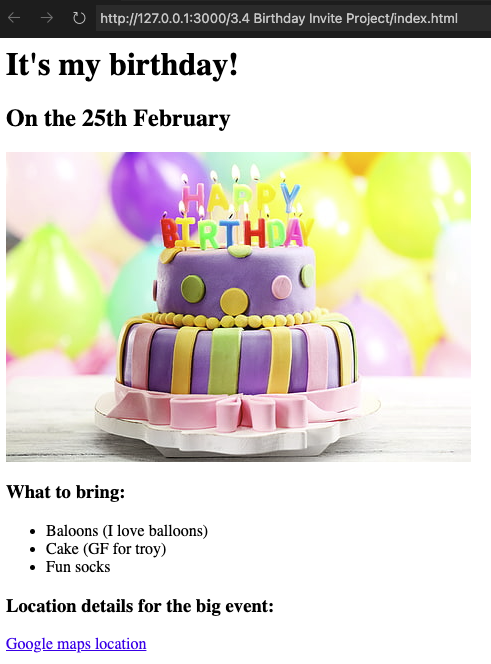 http://127.0.0.1:3000/3.4 Birthday Invite Project/index.html
It's my birthday!
On the 25th February
HAPPY
BIRTHDAY
What to bring:
Baloons (I love balloons)
Cake (GF for troy)
Fun socks
Location details for the big event:
Google maps location